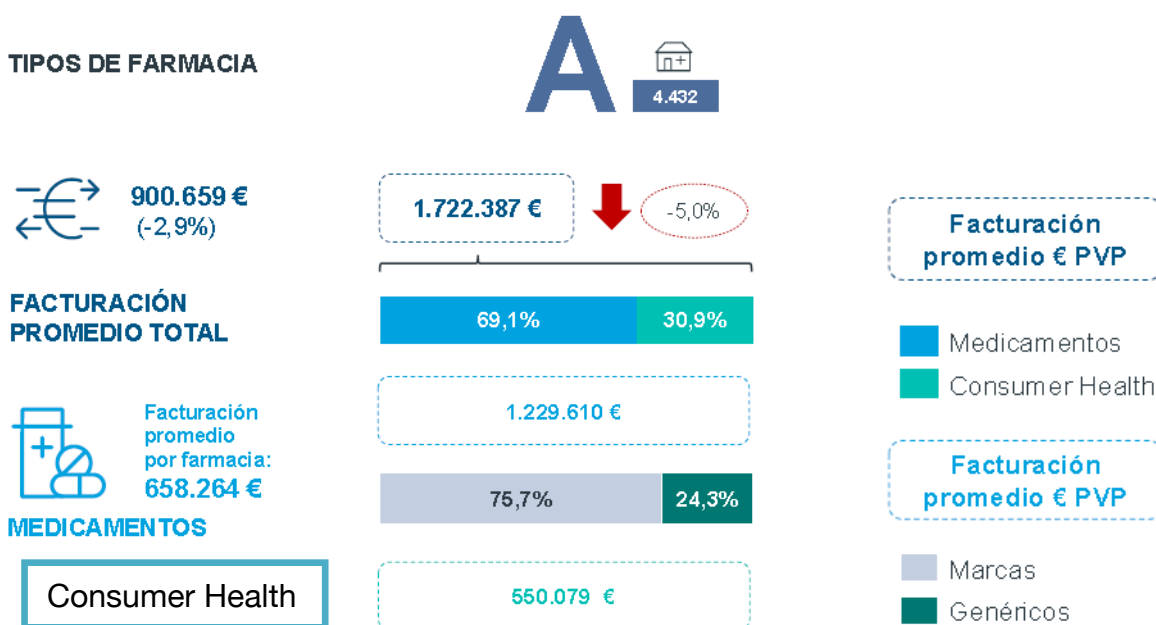 TIPOS DE FARMACIA
A
4.432
900.659 €
(-2,9%)
1.722.387 €
-5,0%
FACTURACIÓN
PROMEDIO TOTAL
69,1%
30,9%
Facturación
promedio
por farmacia:
658.264 €
MEDICAMENTOS
1.229.610 €
75,7%
24,3%
Consumer Health
550.079 €
Facturación
promedio € PVP
Medicamentos
Consumer Health
Facturación
promedio € PVP
Marcas
Genéricos